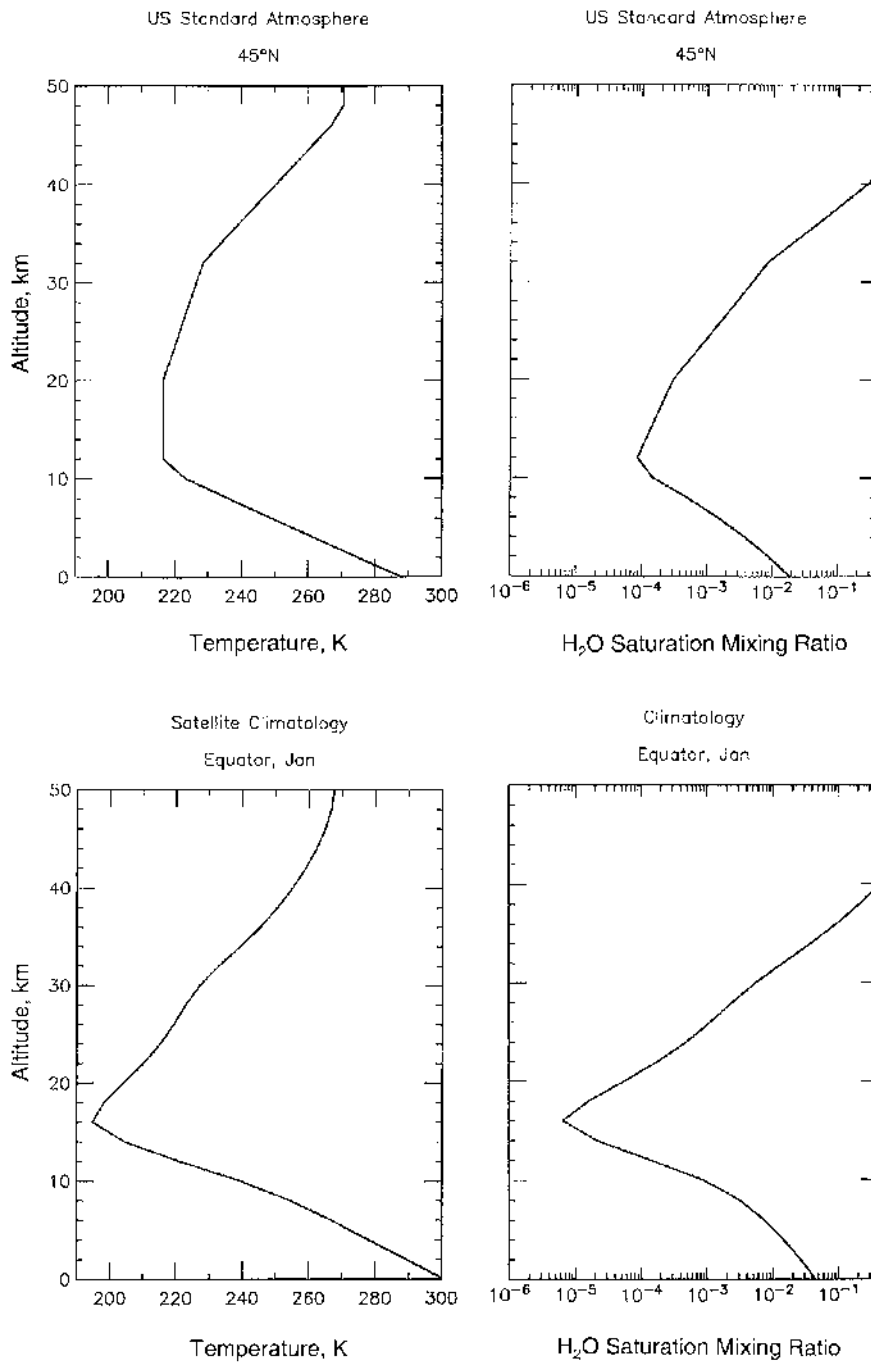 US Standard Atmosphere
45°N
50
40
30
20
10
0
Altitude, km
200 220 240 260 280 300
Temperature, K
US Standard Atmosphere
45°N
10⁻⁶ 10⁻⁵ 10⁻⁴ 10⁻³ 10⁻² 10⁻¹
H₂O Saturation Mixing Ratio
Satellite Climatology
Equator, Jan
50
40
30
20
10
0
Altitude, km
200 220 240 260 280 300
Temperature, K
Climatology
Equator, Jan
10⁻⁶ 10⁻⁵ 10⁻⁴ 10⁻³ 10⁻² 10⁻¹
H₂O Saturation Mixing Ratio